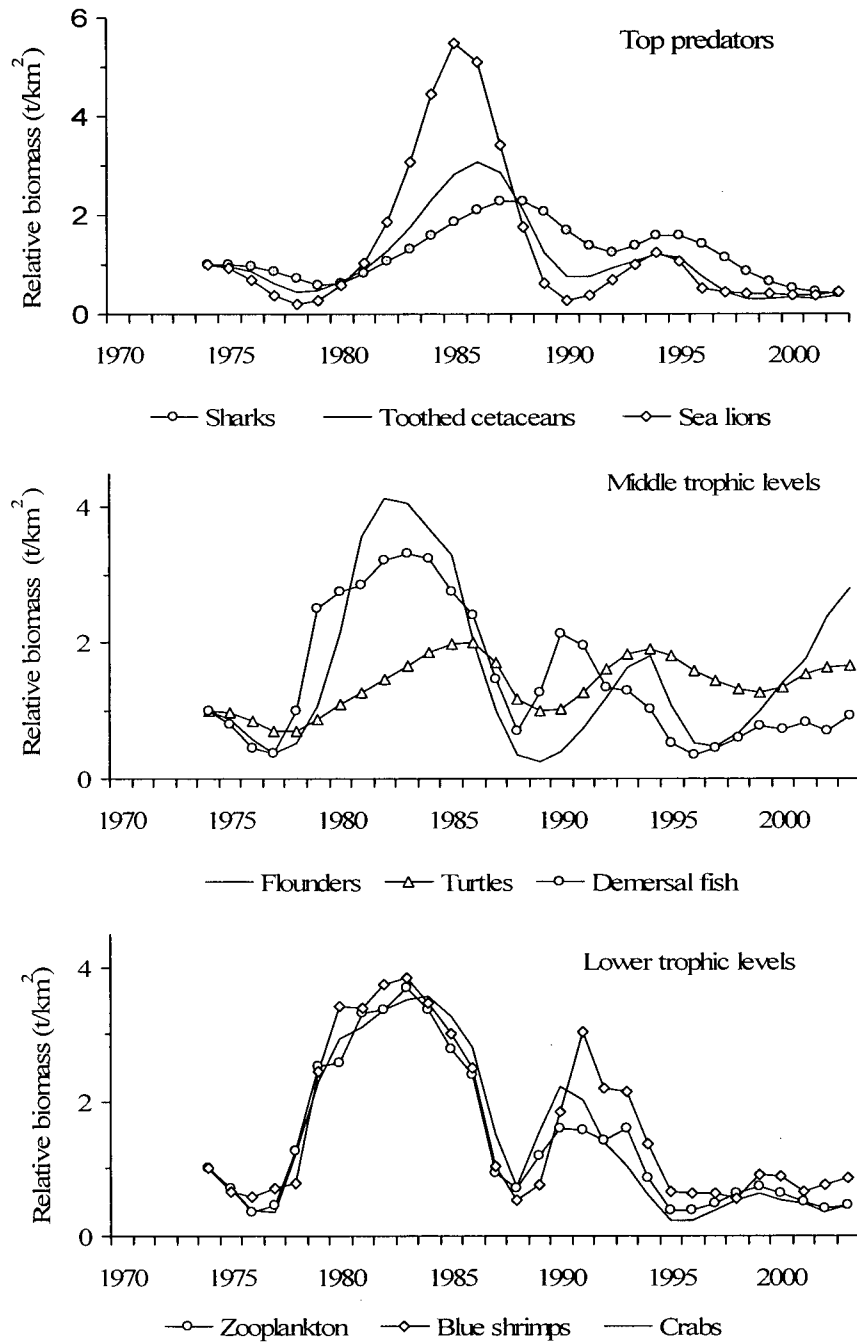 Top predators
Relative biomass (t/km²)
6
4
2
0
1970 1975 1980 1985 1990 1995 2000
Sharks Toothed cetaceans Sea lions
Middle trophic levels
Relative biomass (t/km²)
4
2
0
1970 1975 1980 1985 1990 1995 2000
Flounders Turtles Demersal fish
Lower trophic levels
Relative biomass (t/km²)
4
2
0
1970 1975 1980 1985 1990 1995 2000
Zooplankton Blue shrimps Crabs